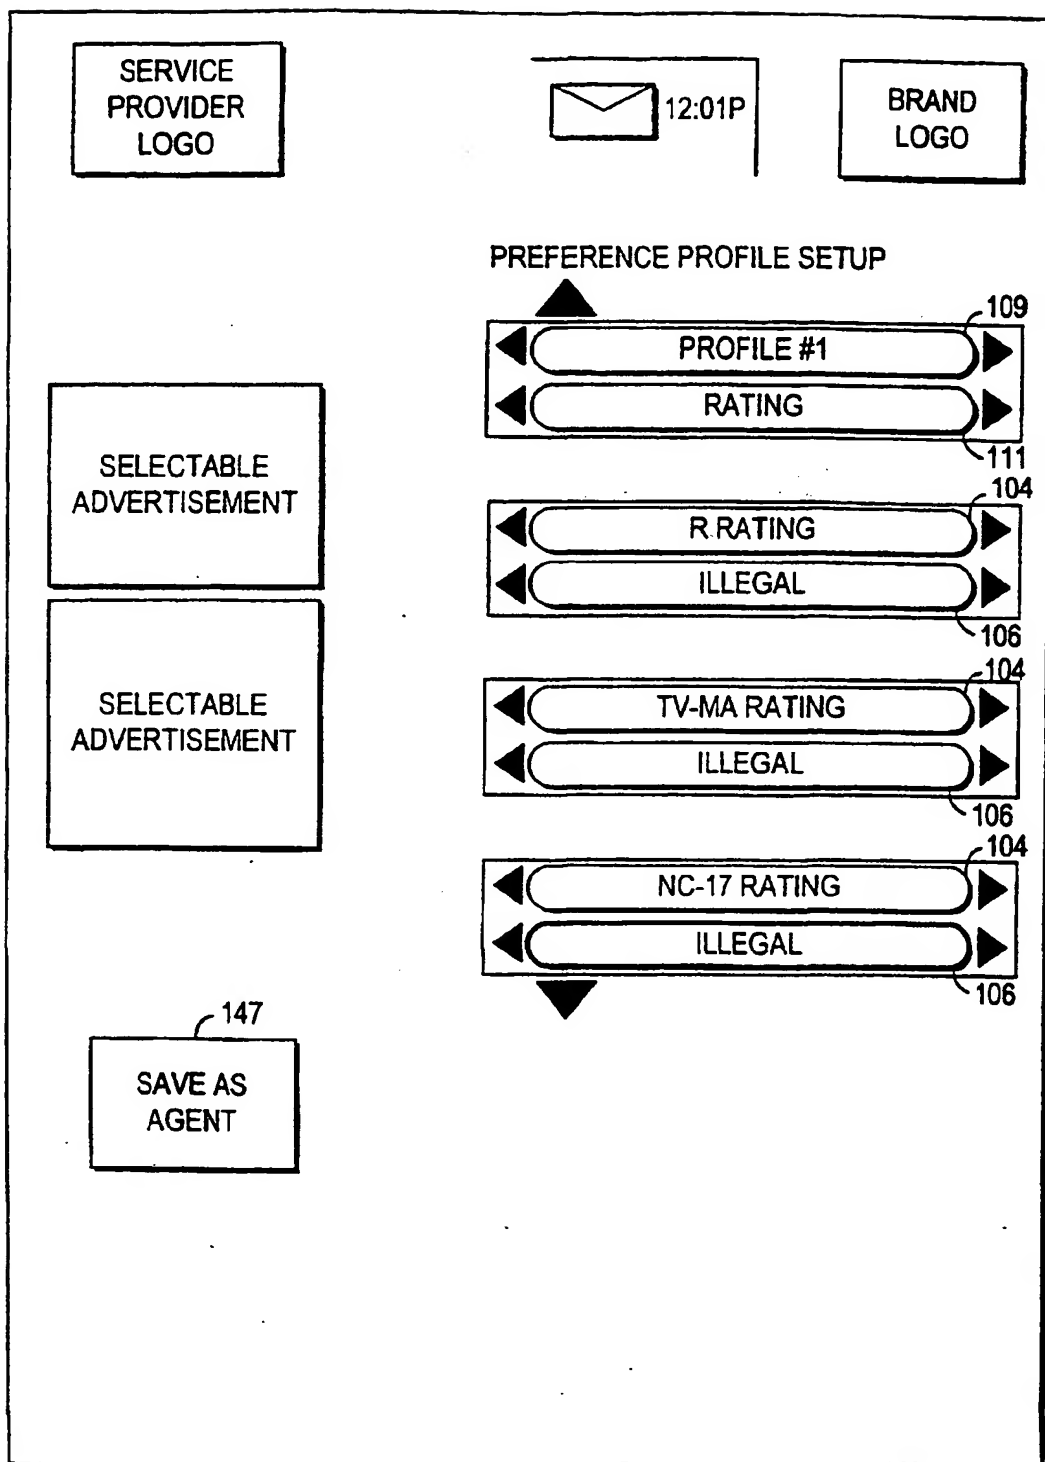 SERVICE
PROVIDER
LOGO
12:01P
BRAND
LOGO
PREFERENCE PROFILE SETUP
109
PROFILE #1
RATING
111
104
R RATING
ILLEGAL
106
104
TV-MA RATING
ILLEGAL
106
104
NC-17 RATING
ILLEGAL
106
SELECTABLE
ADVERTISEMENT
SELECTABLE
ADVERTISEMENT
147
SAVE AS
AGENT